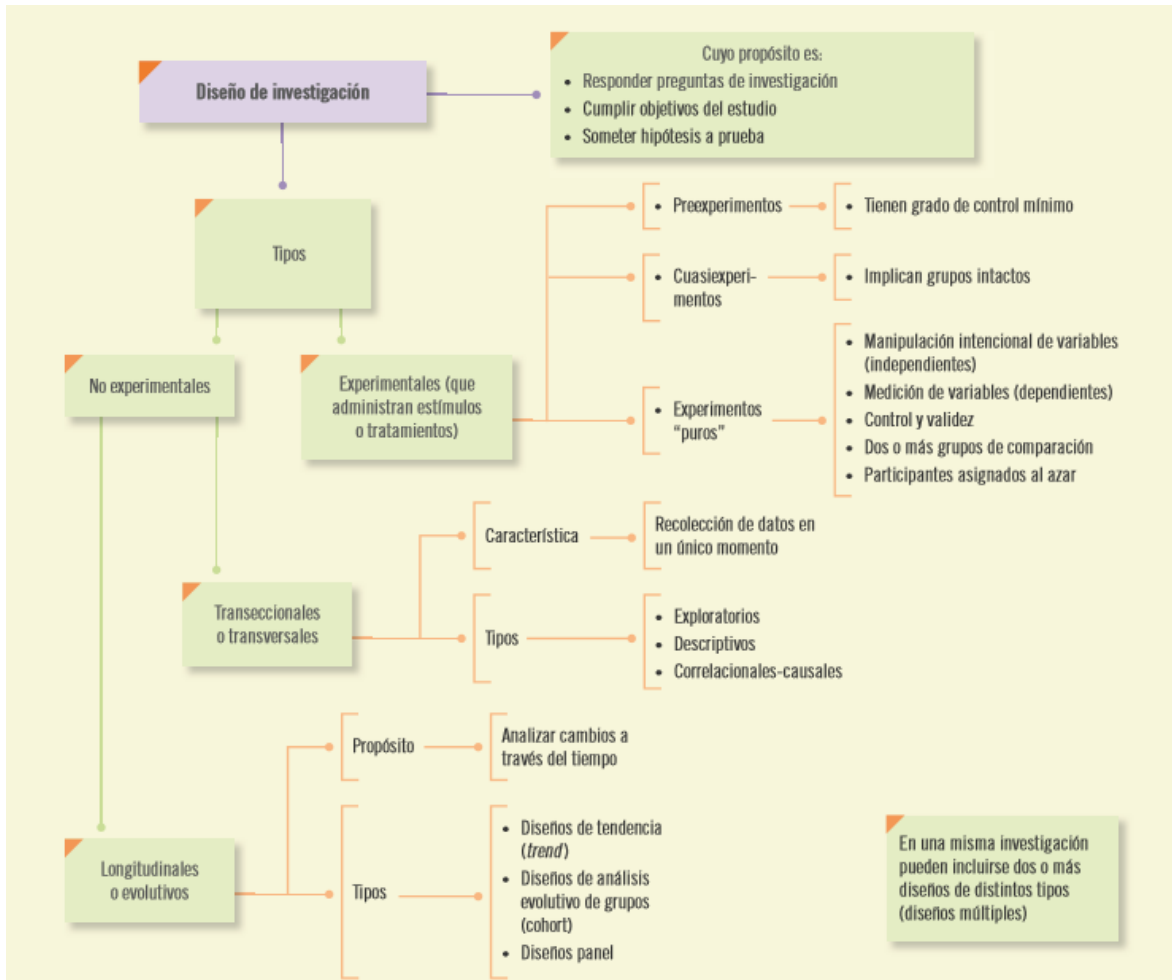 Diseño de investigación
Cuyo propósito es:
• Responder preguntas de investigación
• Cumplir objetivos del estudio
• Someter hipótesis a prueba
Tipos
No experimentales
Experimentales (que
administran estímulos
o tratamientos)
• Preexperimentos
• Tienen grado de control mínimo
• Cuasiexperi-
mentos
• Implican grupos intactos
• Experimentos
“puros”
• Manipulación intencional de variables
(independientes)
• Medición de variables (dependientes)
• Control y validez
• Dos o más grupos de comparación
• Participantes asignados al azar
Transeccionales
o transversales
Característica
Recolección de datos en
un único momento
Tipos
• Exploratorios
• Descriptivos
• Correlacionales-causales
Longitudinales
o evolutivos
Propósito
Analizar cambios a
través del tiempo
Tipos
• Diseños de tendencia
(trend)
• Diseños de análisis
evolutivo de grupos
(cohort)
• Diseños panel
En una misma investigación
pueden incluirse dos o más
diseños de distintos tipos
(diseños múltiples)